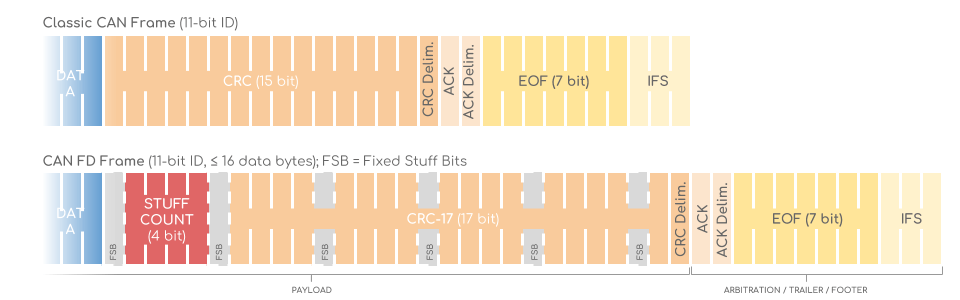 Classic CAN Frame (11-bit ID)
DAT
A
CRC (15 bit)
CRC Delim.
ACK
ACK Delim.
EOF (7 bit)
IFS
CAN FD Frame (11-bit ID, ≤ 16 data bytes); FSB = Fixed Stuff Bits
DAT
A
FSB
STUFF
COUNT
(4 bit)
FSB
CRC-17 (17 bit)
FSB
FSB
FSB
FSB
CRC Delim.
ACK
ACK Delim.
EOF (7 bit)
IFS
PAYLOAD
ARBITRATION / TRAILER / FOOTER